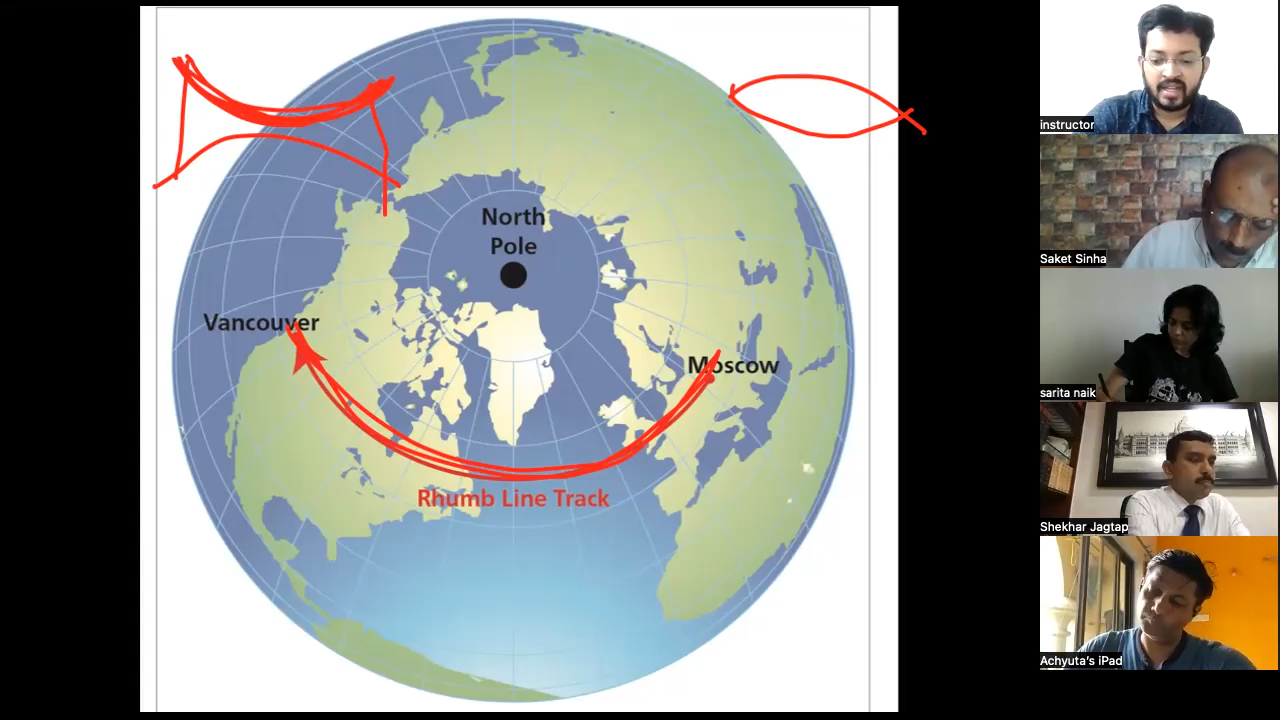 North
Pole
Vancouver
Moscow
Rhumb Line Track
instructor
Saket Sinha
sarita naik
Shekhar Jagtap
Achyuta's iPad